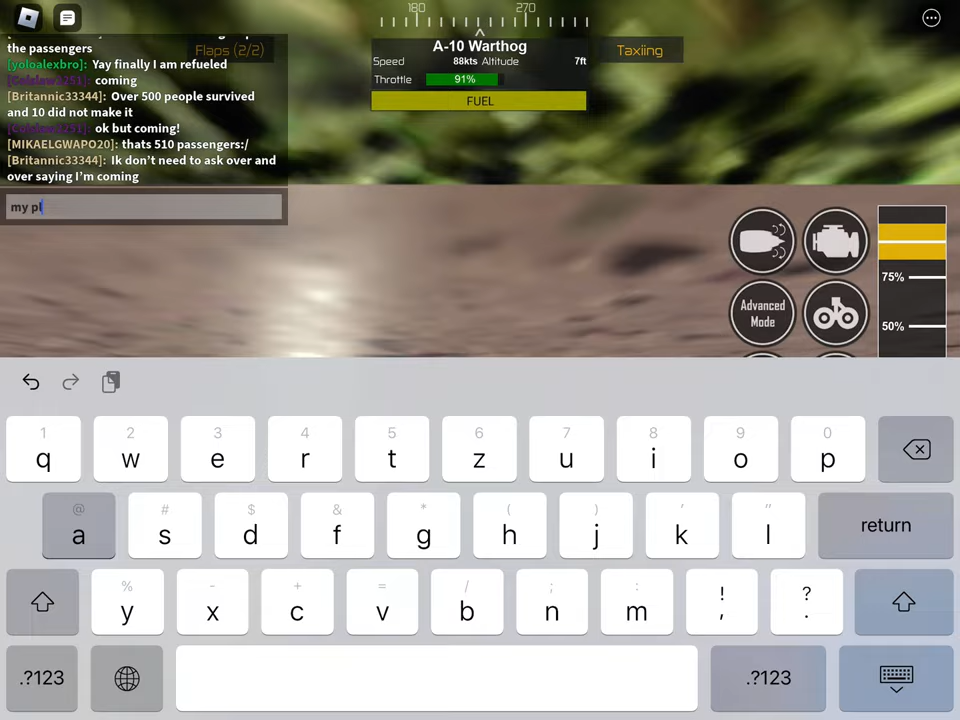 180 270
the passengers
Flaps (2/2)
[yoloalexbro]: Yay finally I am refueled
coming
[Britannic33344]: Over 500 people survived
and 10 did not make it
ok but coming!
[MIKAELGWAPO20]: thats 510 passengers:/
[Britannic33344]: Ik don’t need to ask over and
over saying I’m coming
my pl
A-10 Warthog
Speed 88kts Altitude 7ft
Throttle 91%
FUEL
Taxiing
Advanced
Mode
75%
50%
1 2 3 4 5 6 7 8 9 0
q w e r t z u i o p
@ # $ & * ( ) ' "
a s d f g h j k l return
% - + = / ; : ! ?
y x c v b n m , .
.?123 .?123